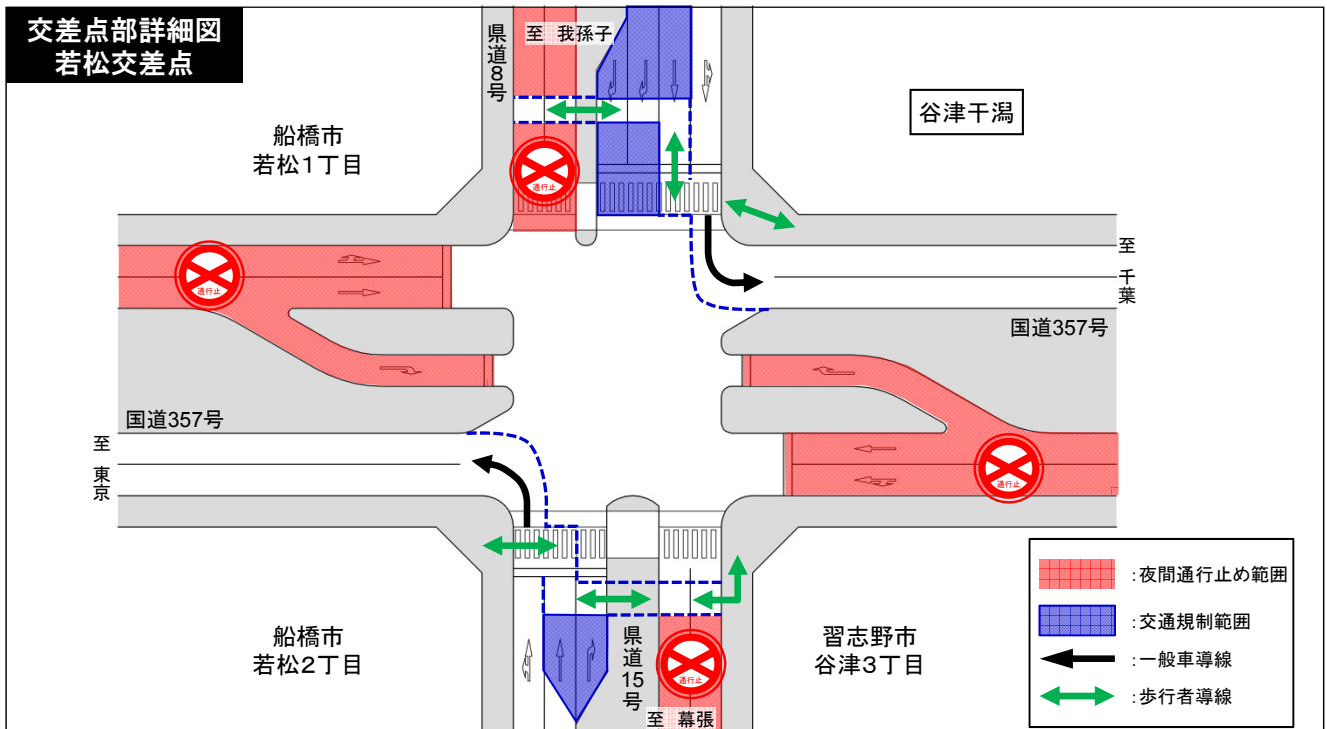 交差点部詳細図
若松交差点
県道8号
至 我孫子
谷津干潟
船橋市
若松1丁目
通行止
通行止
至 千葉
国道357号
国道357号
至 東京
通行止
船橋市
若松2丁目
県道15号
通行止
至 幕張
習志野市
谷津3丁目
:夜間通行止め範囲
:交通規制範囲
:一般車導線
:歩行者導線